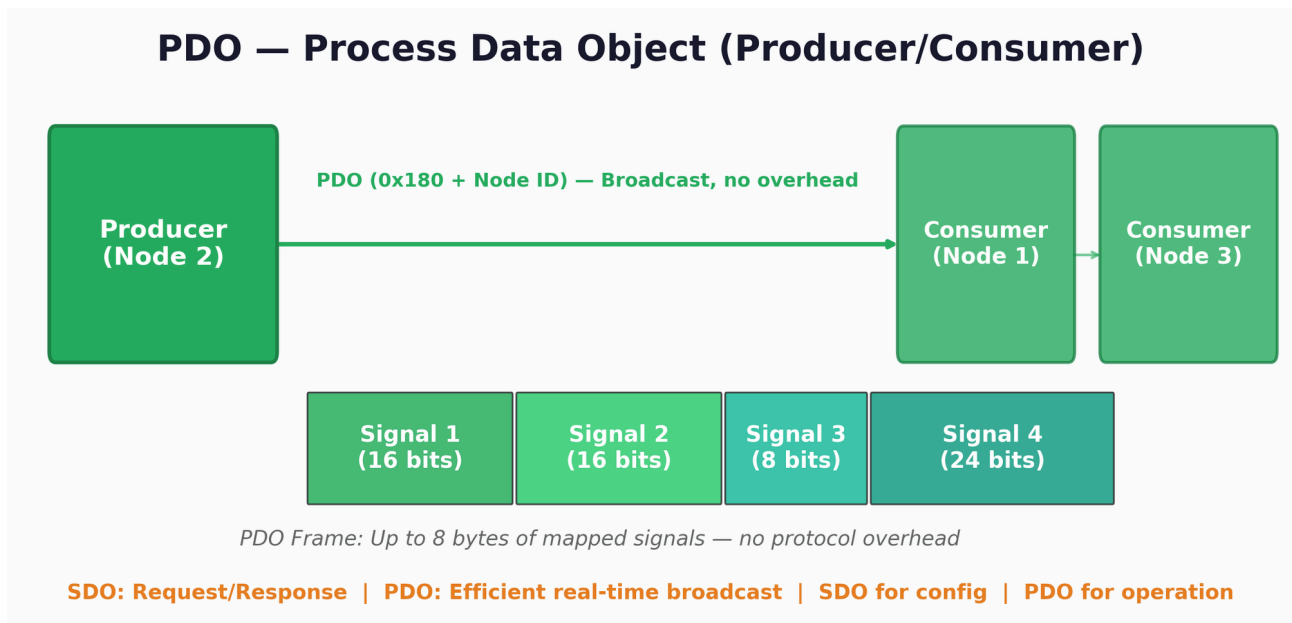 PDO — Process Data Object (Producer/Consumer)
PDO (0x180 + Node ID) — Broadcast, no overhead
Producer
(Node 2)
Consumer
(Node 1)
Consumer
(Node 3)
Signal 1
(16 bits)
Signal 2
(16 bits)
Signal 3
(8 bits)
Signal 4
(24 bits)
PDO Frame: Up to 8 bytes of mapped signals — no protocol overhead
SDO: Request/Response | PDO: Efficient real-time broadcast | SDO for config | PDO for operation